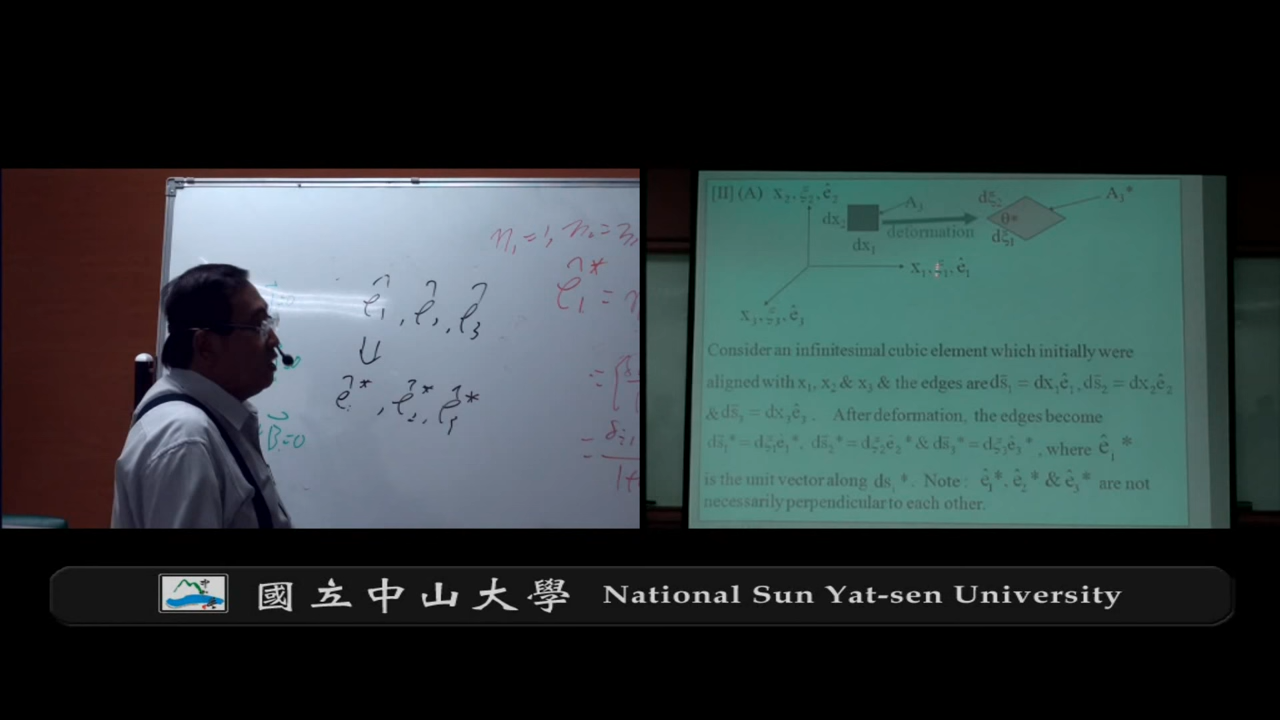 n₁=1, n₂=n₃
ê₁* =
ê₁, ê₂, ê₃
⇓
ê₁*, ê₂*, ê₃*
B⃗=0
[II] (A) x₂, ξ₂, ê₂
dx₂
A₃
dx₁
deformation
dξ₂
θ*
dξ₁
A₃*
x₁, ξ₁, ê₁
x₃, ξ₃, ê₃
Consider an infinitesimal cubic element which initially were
aligned with x₁, x₂ & x₃ & the edges are ds̄₁ = dx₁ê₁, ds̄₂ = dx₂ê₂
& ds̄₃ = dx₃ê₃. After deformation, the edges become
ds̄₁* = dξ₁ê₁*, ds̄₂* = dξ₂ê₂* & ds̄₃* = dξ₃ê₃*, where ê₁*
is the unit vector along ds₁*. Note: ê₁*, ê₂* & ê₃* are not
necessarily perpendicular to each other.
國立中山大學 National Sun Yat-sen University